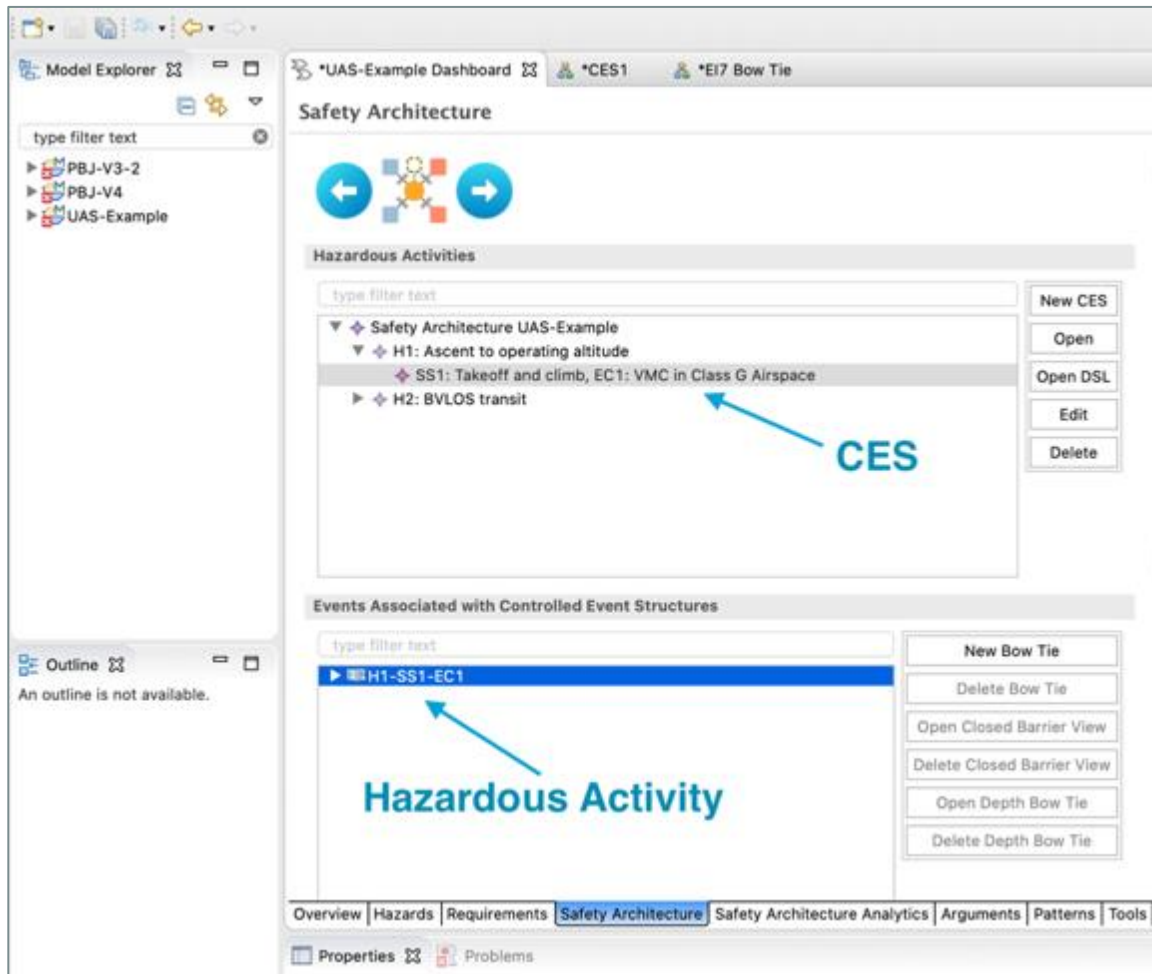 Model Explorer
type filter text
PBJ-V3-2
PBJ-V4
UAS-Example
Outline
An outline is not available.
*UAS-Example Dashboard *CES1 *EI7 Bow Tie
Safety Architecture
Hazardous Activities
type filter text
Safety Architecture UAS-Example
H1: Ascent to operating altitude
SS1: Takeoff and climb, EC1: VMC in Class G Airspace
H2: BVLOS transit
CES
New CES
Open
Open DSL
Edit
Delete
Events Associated with Controlled Event Structures
type filter text
H1-SS1-EC1
Hazardous Activity
New Bow Tie
Delete Bow Tie
Open Closed Barrier View
Delete Closed Barrier View
Open Depth Bow Tie
Delete Depth Bow Tie
Overview Hazards Requirements Safety Architecture Safety Architecture Analytics Arguments Patterns Tools
Properties Problems